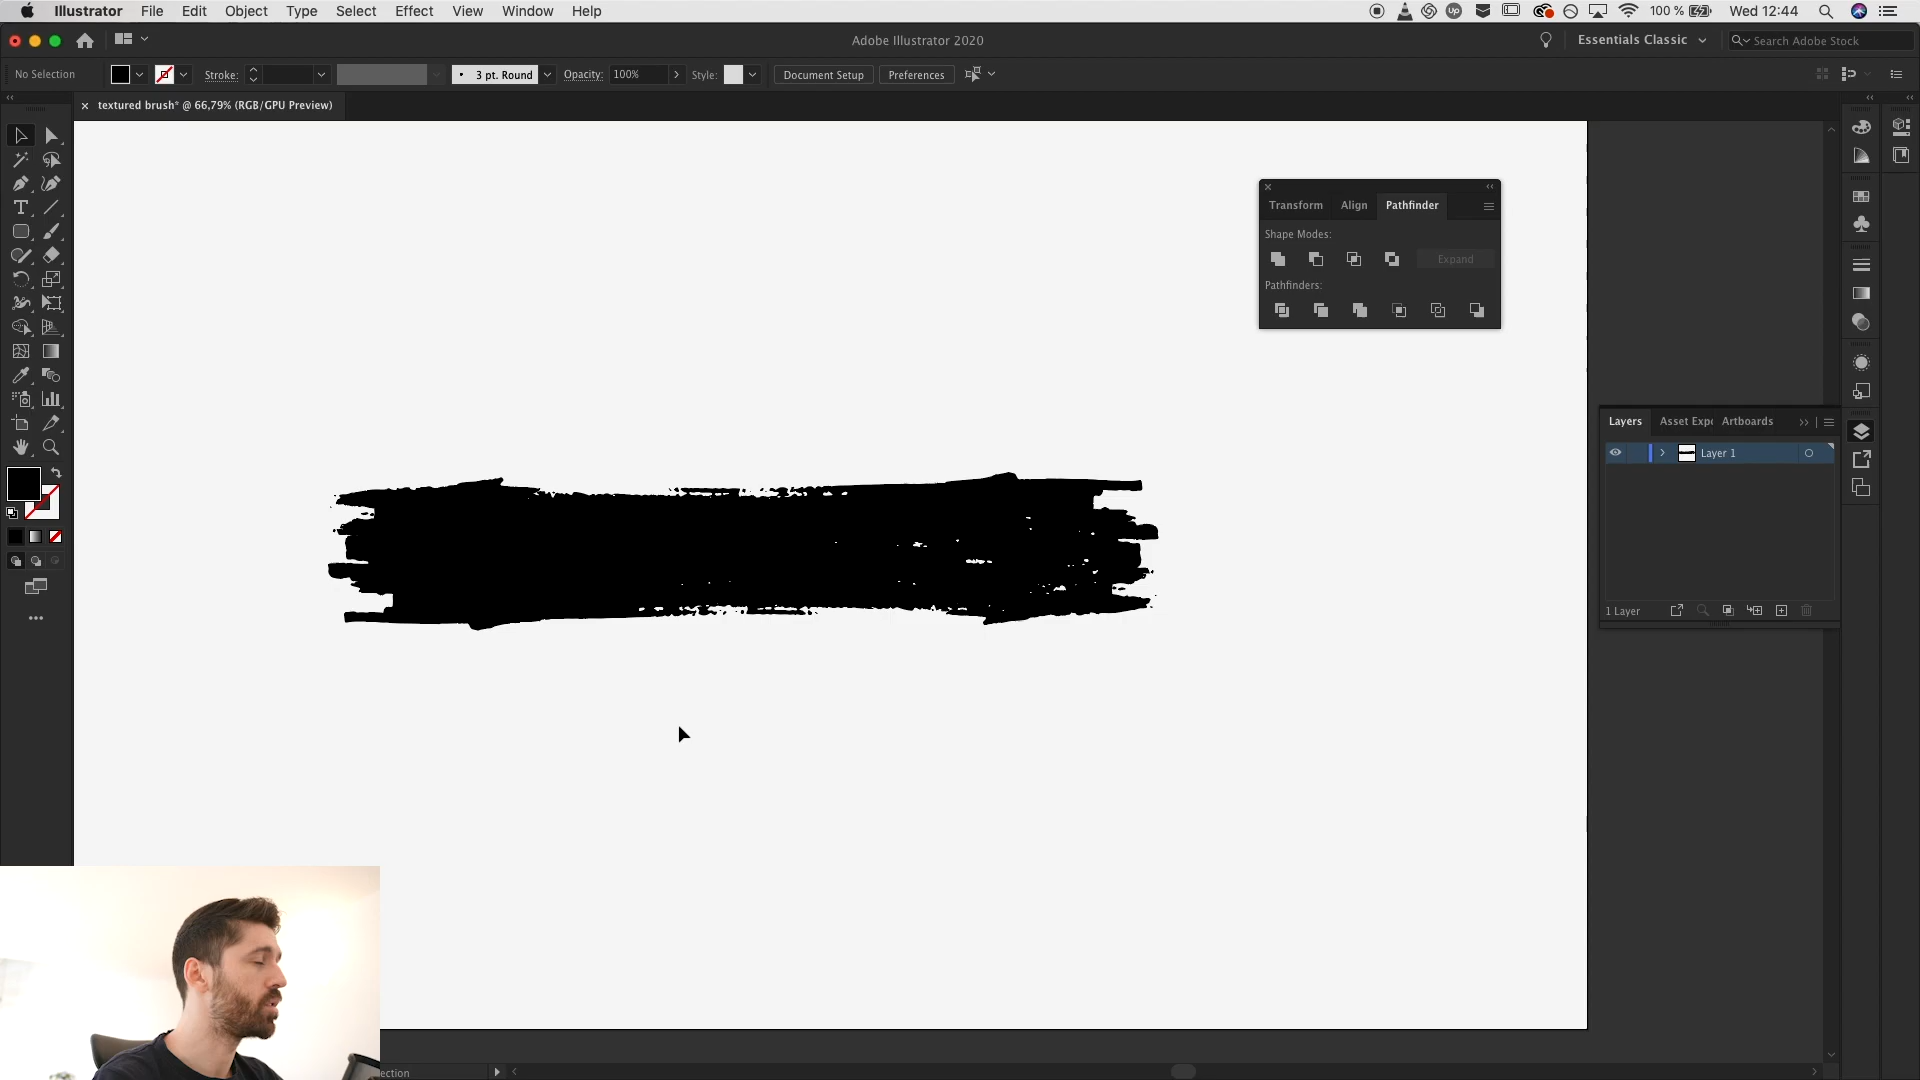 Illustrator File Edit Object Type Select Effect View Window Help
Up 100 % Wed 12:44
Adobe Illustrator 2020
Essentials Classic
Search Adobe Stock
No Selection Stroke: 3 pt. Round Opacity: 100% Style: Document Setup Preferences
textured brush* @ 66,79% (RGB/GPU Preview)
Transform Align Pathfinder
Shape Modes:
Expand
Pathfinders:
Layers Asset Expo Artboards
Layer 1
1 Layer
ection